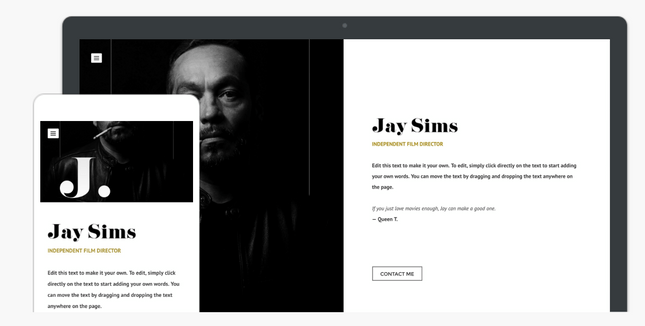 Jay Sims
INDEPENDENT FILM DIRECTOR
Edit this text to make it your own. To edit, simply click directly on the text to start adding
your own words. You can move the text by dragging and dropping the text anywhere on
the page.
If you just love movies enough, Jay can make a good one.
— Queen T.
CONTACT ME
J.
Jay Sims
INDEPENDENT FILM DIRECTOR
Edit this text to make it your own. To edit, simply click
directly on the text to start adding your own words. You
can move the text by dragging and dropping the text
anywhere on the page.